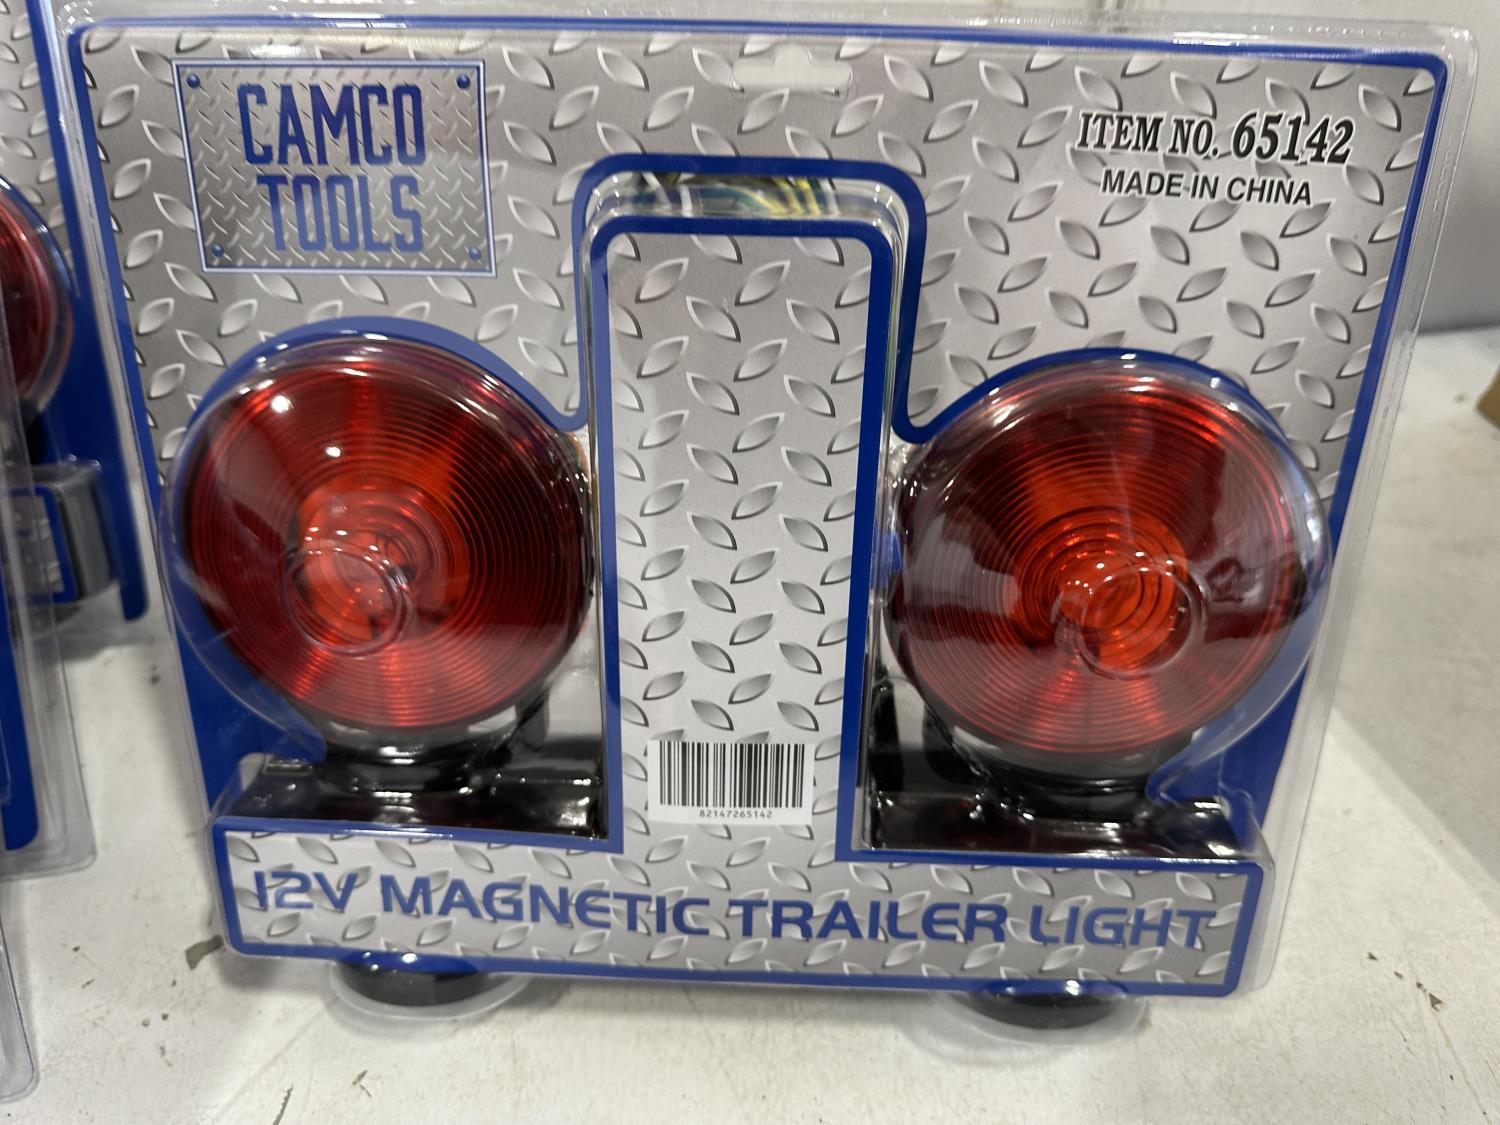 CAMCO
TOOLS
ITEM NO. 65142
MADE IN CHINA
82147265142
12V MAGNETIC TRAILER LIGHT